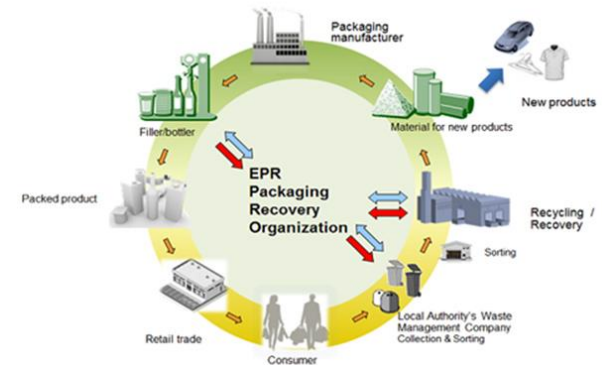 Packaging
manufacturer
Filler/bottler
Material for new products
New products
EPR
Packaging
Recovery
Organization
Packed product
Recycling /
Recovery
Sorting
Retail trade
Local Authority's Waste
Management Company
Collection & Sorting
Consumer